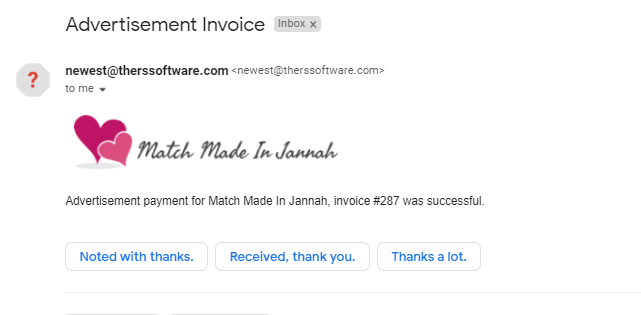 Advertisement Invoice Inbox x
?
newest@therssoftware.com <newest@therssoftware.com>
to me
Match Made In Jannah
Advertisement payment for Match Made In Jannah, invoice #287 was successful.
Noted with thanks. Received, thank you. Thanks a lot.